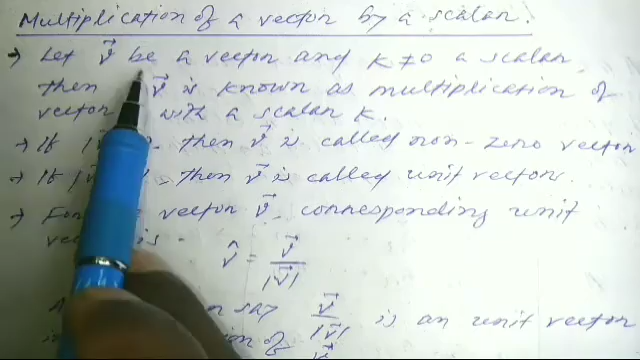 Multiplication of a vector by a scalar.
→ Let v⃗ be a vector and K≠0 a scalar,
then v⃗ is known as multiplication of
vector with a scalar K.
→ If | then v⃗ is called non-zero vector
→ If | , then v⃗ is called unit vector.
→ For vector v⃗, corresponding unit
is v̂ = v⃗ / |v⃗|
say v⃗ / |v⃗| is an unit vector
of v⃗